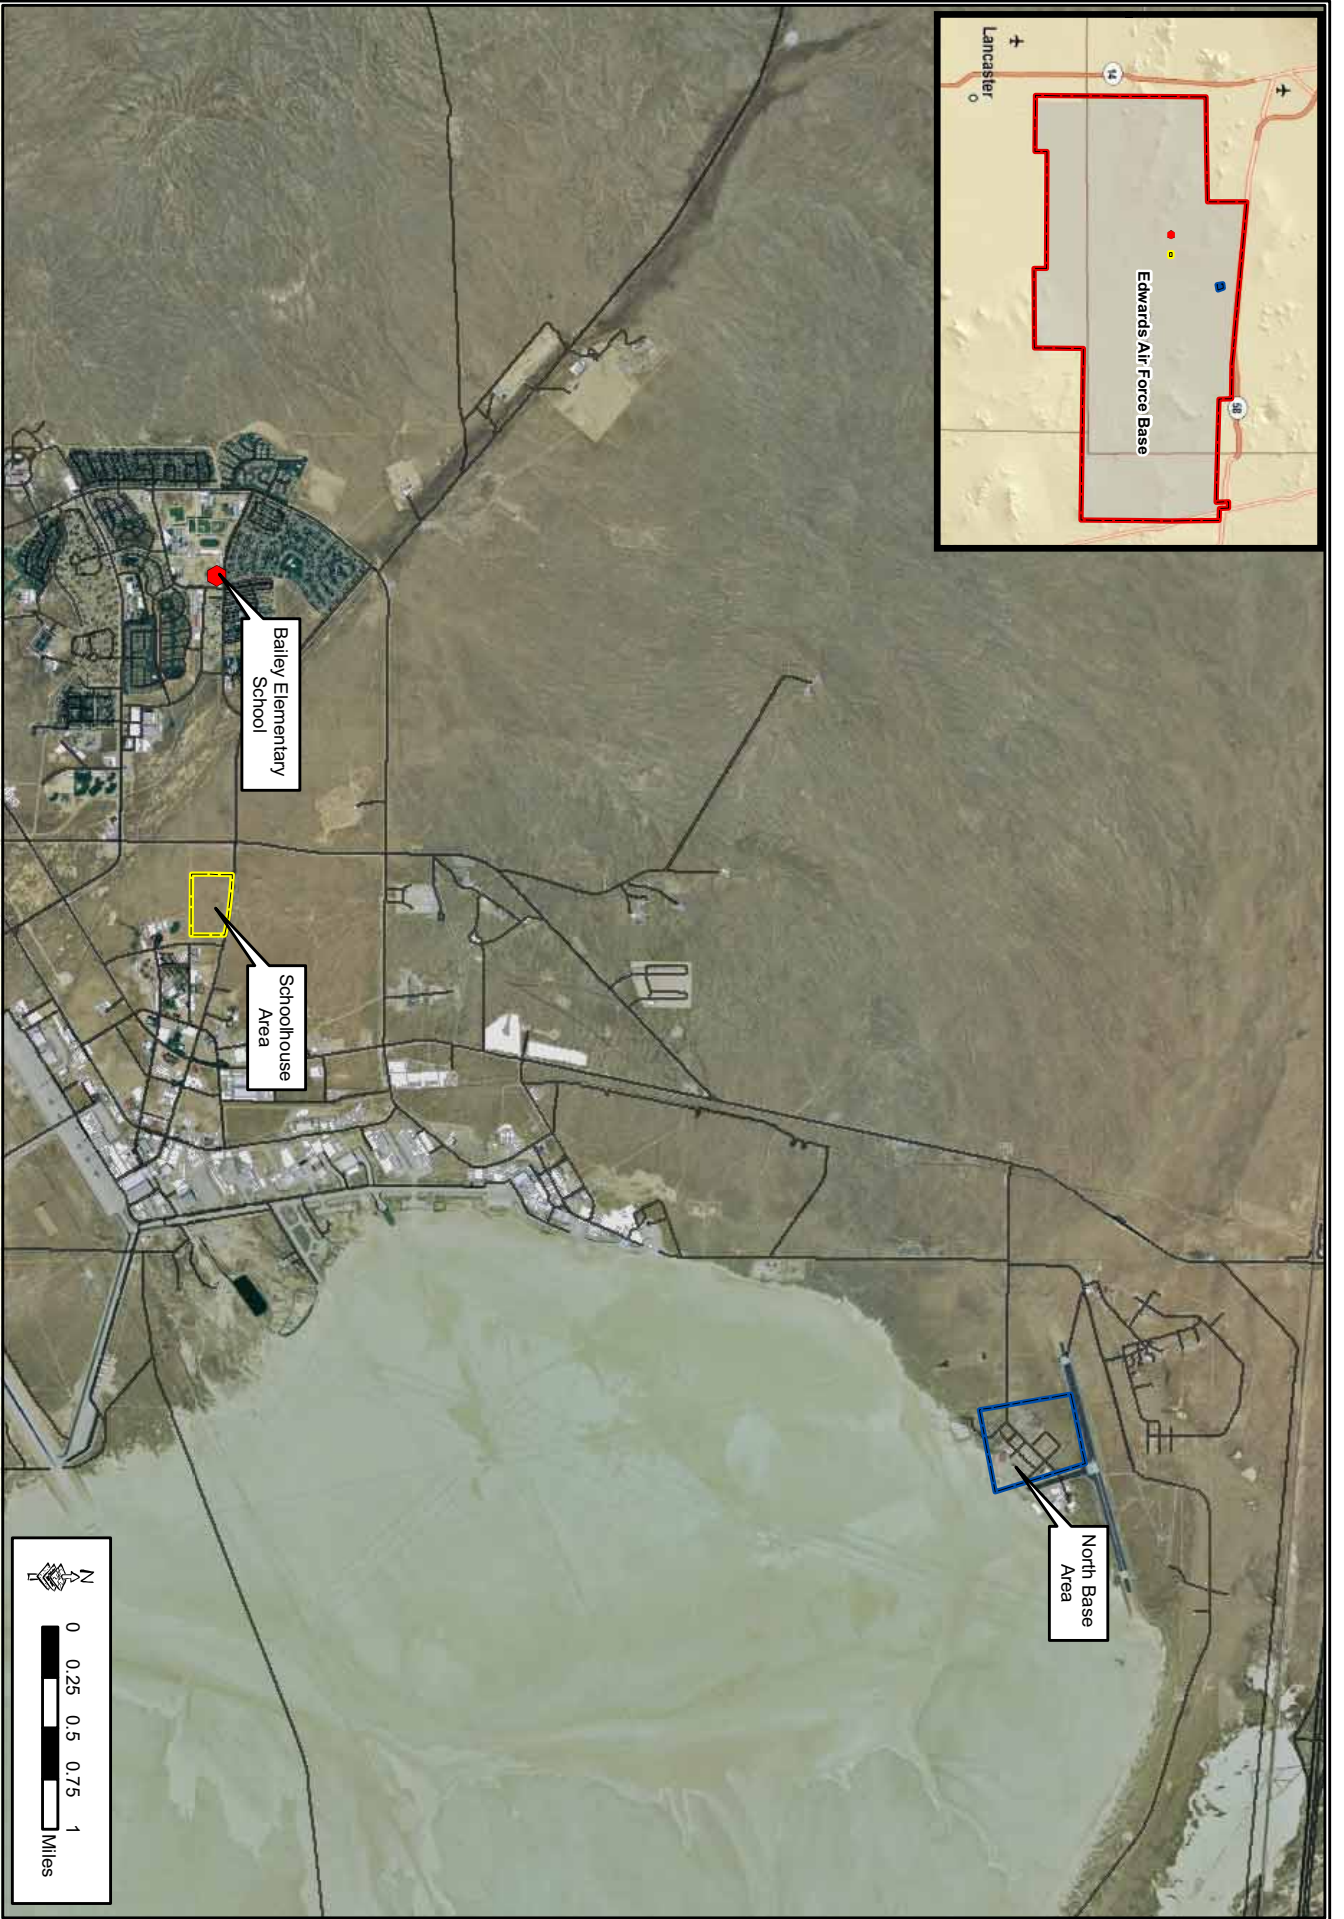 Lancaster
14
58
Edwards Air Force Base
North Base
Area
Bailey Elementary
School
Schoolhouse
Area
N
0 0.25 0.5 0.75 1
Miles